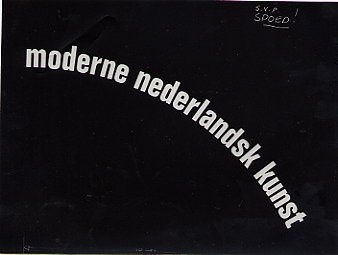 s.v.p.
SPOED!
moderne nederlandsk kunst